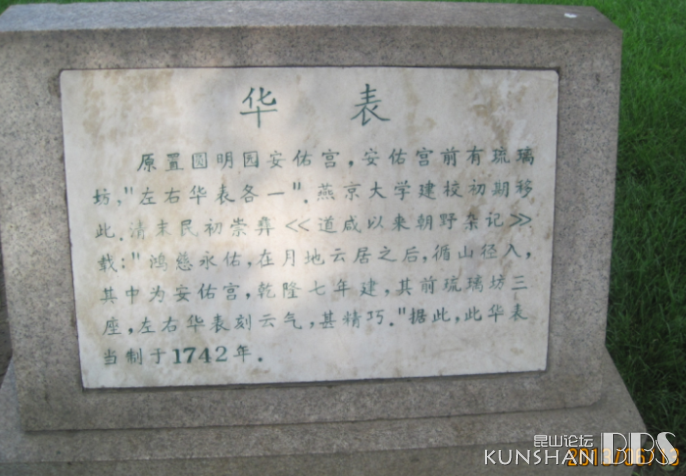 华 表
原置圆明园安佑宫，安佑宫前有琉璃
坊，"左右华表各一"．燕京大学建校初期移
此．清末民初崇彝<<道咸以来朝野杂记>>
载："鸿慈永佑，在月地云居之后，循山径入，
其中为安佑宫，乾隆七年建，其前琉璃坊三
座，左右华表刻云气，甚精巧．"据此，此华表
当制于1742年．
昆山论坛
KUNSHAN BBS